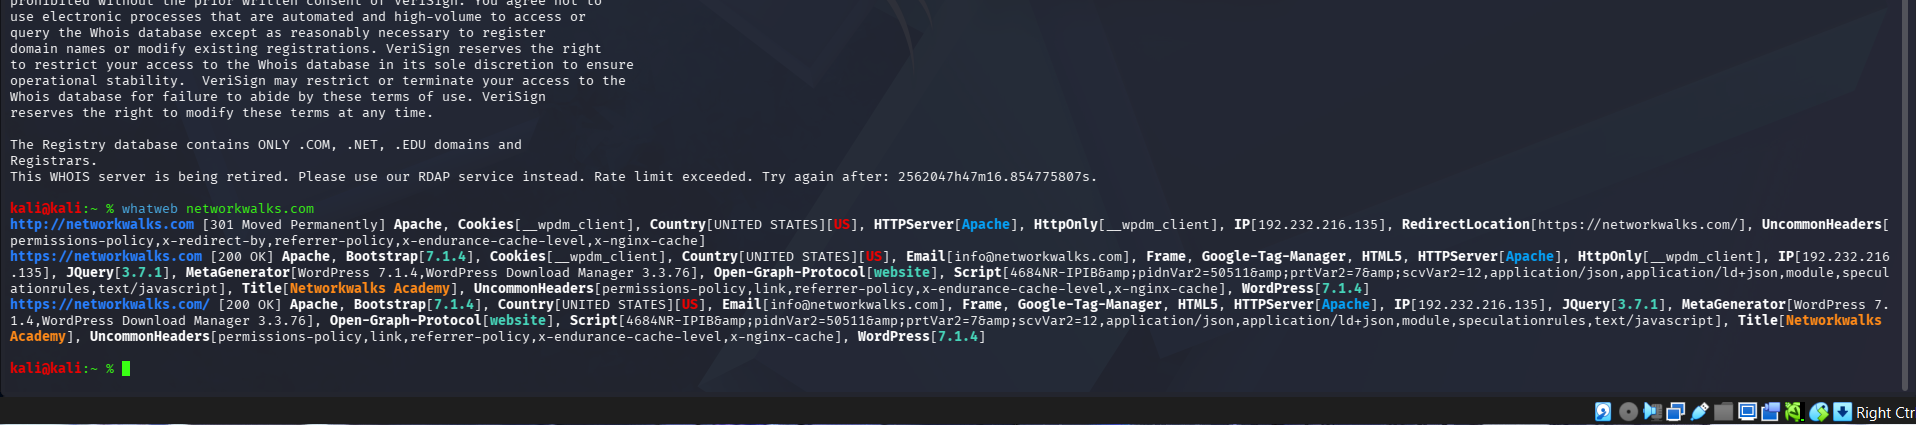 prohibited without the prior written consent of VeriSign. You agree not to
use electronic processes that are automated and high-volume to access or
query the Whois database except as reasonably necessary to register
domain names or modify existing registrations. VeriSign reserves the right
to restrict your access to the Whois database in its sole discretion to ensure
operational stability.  VeriSign may restrict or terminate your access to the
Whois database for failure to abide by these terms of use. VeriSign
reserves the right to modify these terms at any time.

The Registry database contains ONLY .COM, .NET, .EDU domains and
Registrars.
This WHOIS server is being retired. Please use our RDAP service instead. Rate limit exceeded. Try again after: 2562047h47m16.854775807s.

kali@kali:~ % whatweb networkwalks.com
http://networkwalks.com [301 Moved Permanently] Apache, Cookies[__wpdm_client], Country[UNITED STATES][US], HTTPServer[Apache], HttpOnly[__wpdm_client], IP[192.232.216.135], RedirectLocation[https://networkwalks.com/], UncommonHeaders[
permissions-policy,x-redirect-by,referrer-policy,x-endurance-cache-level,x-nginx-cache]
https://networkwalks.com [200 OK] Apache, Bootstrap[7.1.4], Cookies[__wpdm_client], Country[UNITED STATES][US], Email[info@networkwalks.com], Frame, Google-Tag-Manager, HTML5, HTTPServer[Apache], HttpOnly[__wpdm_client], IP[192.232.216
.135], JQuery[3.7.1], MetaGenerator[WordPress 7.1.4,WordPress Download Manager 3.3.76], Open-Graph-Protocol[website], Script[4684NR-IPIB&amp;pidnVar2=50511&amp;prtVar2=7&amp;scvVar2=12,application/json,application/ld+json,module,specul
ationrules,text/javascript], Title[Networkwalks Academy], UncommonHeaders[permissions-policy,link,referrer-policy,x-endurance-cache-level,x-nginx-cache], WordPress[7.1.4]
https://networkwalks.com/ [200 OK] Apache, Bootstrap[7.1.4], Country[UNITED STATES][US], Email[info@networkwalks.com], Frame, Google-Tag-Manager, HTML5, HTTPServer[Apache], IP[192.232.216.135], JQuery[3.7.1], MetaGenerator[WordPress 7.
1.4,WordPress Download Manager 3.3.76], Open-Graph-Protocol[website], Script[4684NR-IPIB&amp;pidnVar2=50511&amp;prtVar2=7&amp;scvVar2=12,application/json,application/ld+json,module,speculationrules,text/javascript], Title[Networkwalks
Academy], UncommonHeaders[permissions-policy,link,referrer-policy,x-endurance-cache-level,x-nginx-cache], WordPress[7.1.4]

kali@kali:~ %
Right Ctr